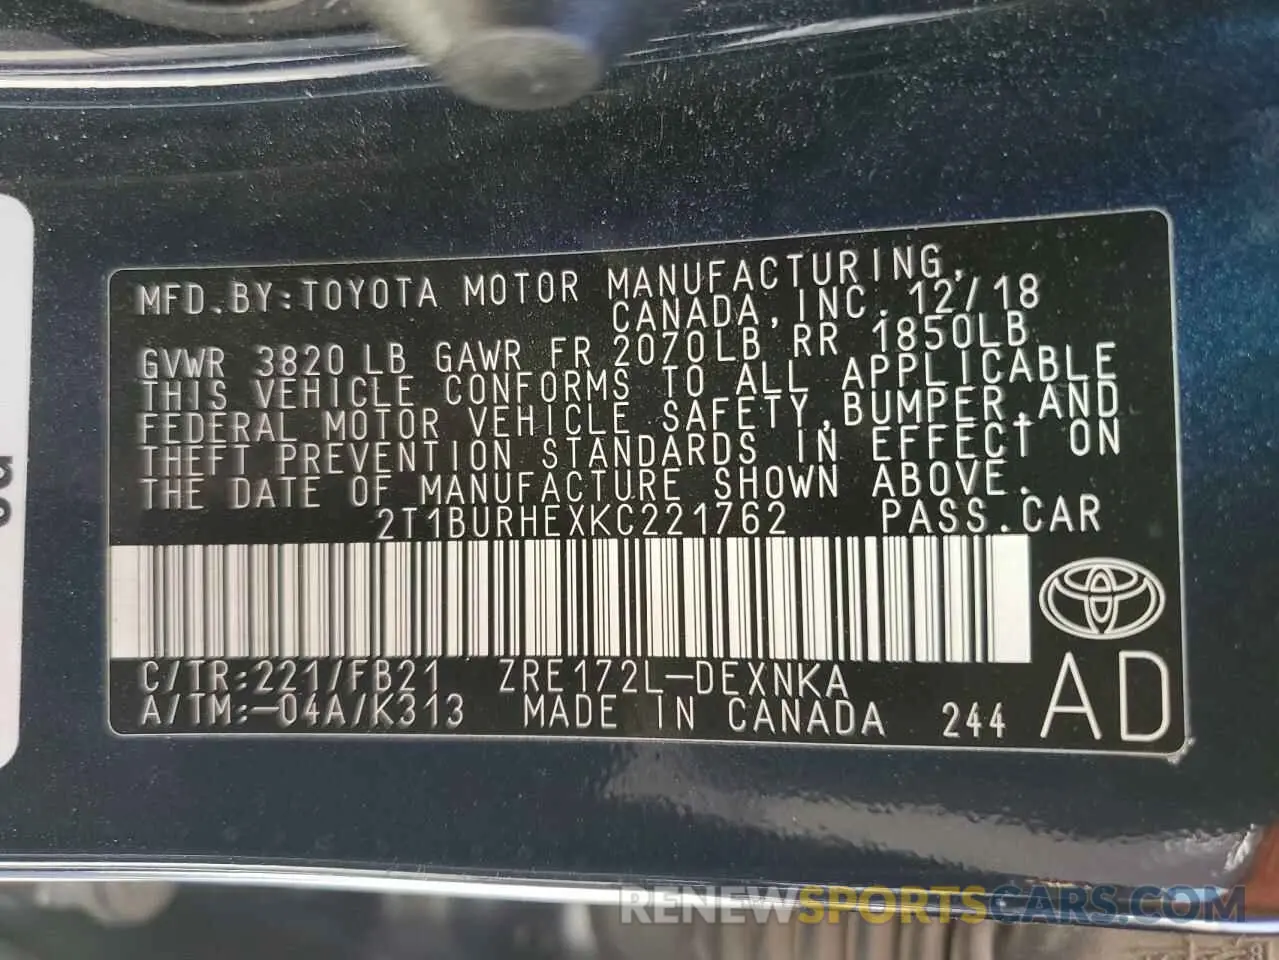 MFD.BY:TOYOTA MOTOR MANUFACTURING,
CANADA,INC. 12/18
GVWR 3820LB GAWR FR 2070LB RR 1850LB
THIS VEHICLE CONFORMS TO ALL APPLICABLE
FEDERAL MOTOR VEHICLE SAFETY,BUMPER,AND
THEFT PREVENTION STANDARDS IN EFFECT ON
THE DATE OF MANUFACTURE SHOWN ABOVE.
2T1BURHEXKC221762 PASS.CAR
C/TR:221/FB21 ZRE172L-DEXNKA
A/TM:-04A/K313 MADE IN CANADA 244
AD
RENEWSPORTSCARS.COM